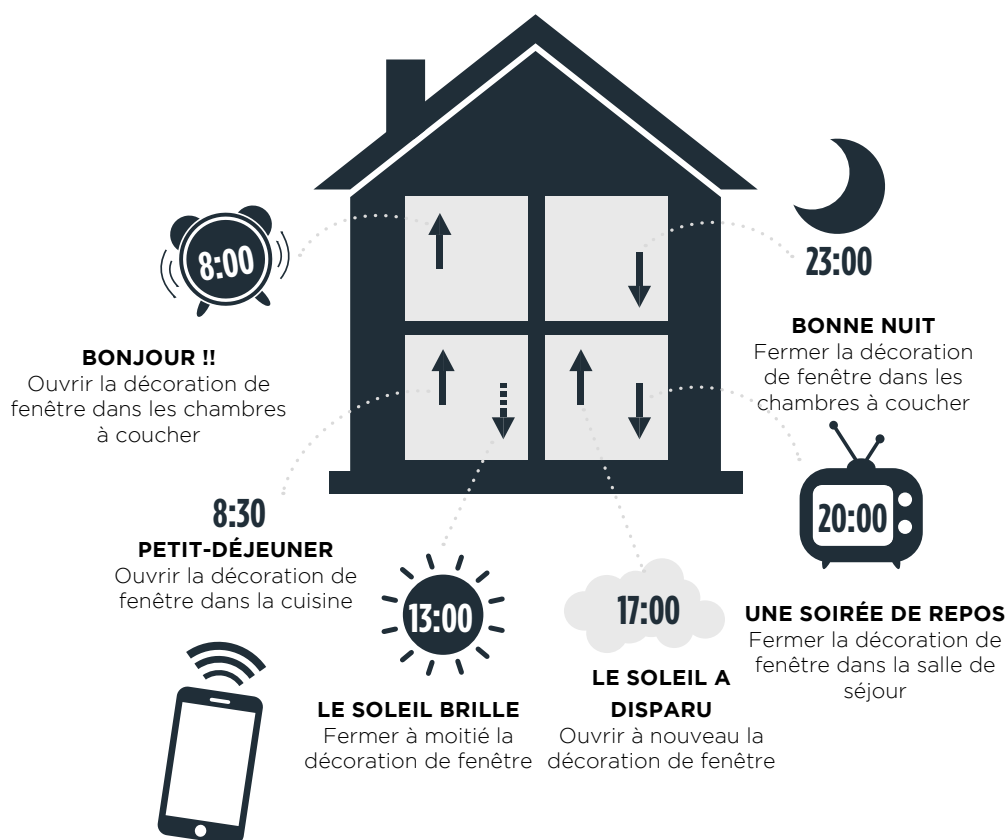 8:00
BONJOUR !!
Ouvrir la décoration de
fenêtre dans les chambres
à coucher
23:00
BONNE NUIT
Fermer la décoration
de fenêtre dans les
chambres à coucher
8:30
PETIT-DÉJEUNER
Ouvrir la décoration de
fenêtre dans la cuisine
13:00
LE SOLEIL BRILLE
Fermer à moitié la
décoration de fenêtre
17:00
LE SOLEIL A
DISPARU
Ouvrir à nouveau la
décoration de fenêtre
20:00
UNE SOIRÉE DE REPOS
Fermer la décoration de
fenêtre dans la salle de
séjour